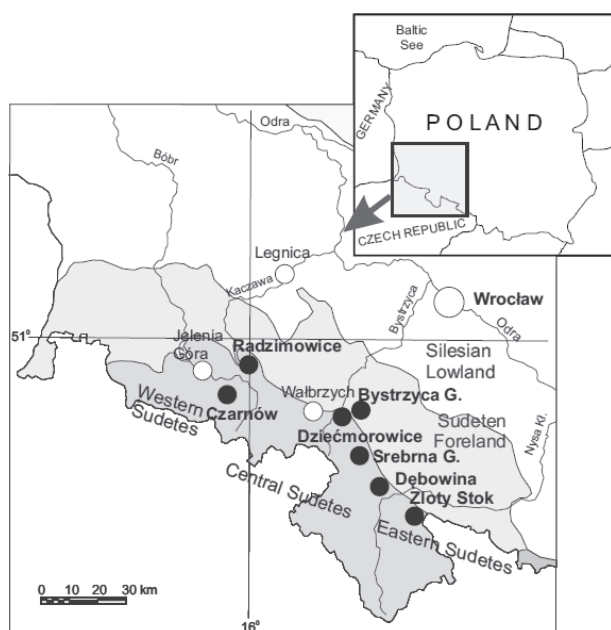 Baltic
See
GERMANY
POLAND
CZECH REPUBLIC
Odra
Bóbr
Legnica
Kaczawa
Bystrzyca
Wrocław
Odra
51°
Jelenia
Góra
Radzimowice
Silesian
Lowland
Western
Sudetes
Czarnów
Wałbrzych
Bystrzyca G.
Sudeten
Foreland
Nysa Kł.
Dziećmorowice
Srebrna G.
Central Sudetes
Dębowina
Złoty Stok
Eastern Sudetes
0 10 20 30 km
16°